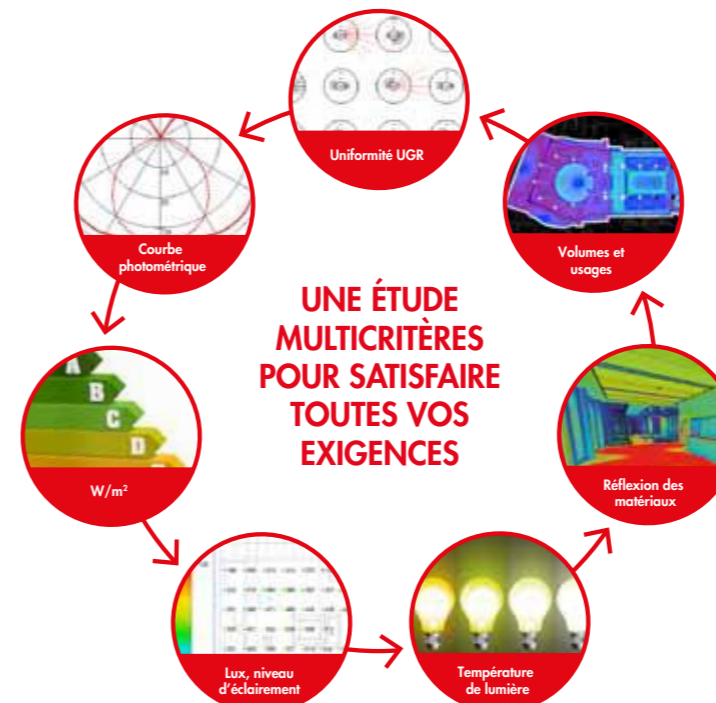 Uniformité UGR
Courbe
photométrique
Volumes et
usages
UNE ÉTUDE
MULTICRITÈRES
POUR SATISFAIRE
TOUTES VOS
EXIGENCES
A
B
C
D
W/m²
Réflexion des
matériaux
Lux, niveau
d'éclairement
Température
de lumière